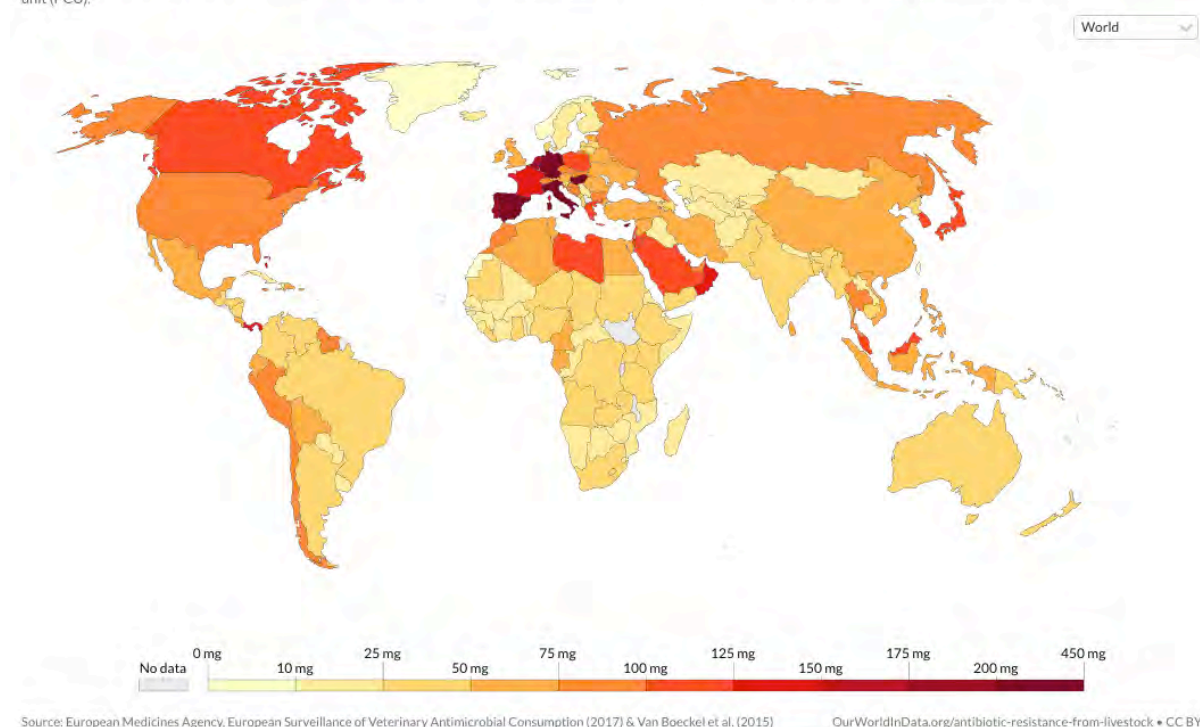 unit (PCU).
World
0 mg 25 mg 75 mg 125 mg 175 mg 450 mg
No data 10 mg 50 mg 100 mg 150 mg 200 mg
Source: European Medicines Agency, European Surveillance of Veterinary Antimicrobial Consumption (2017) & Van Boeckel et al. (2015) OurWorldInData.org/antibiotic-resistance-from-livestock • CC BY